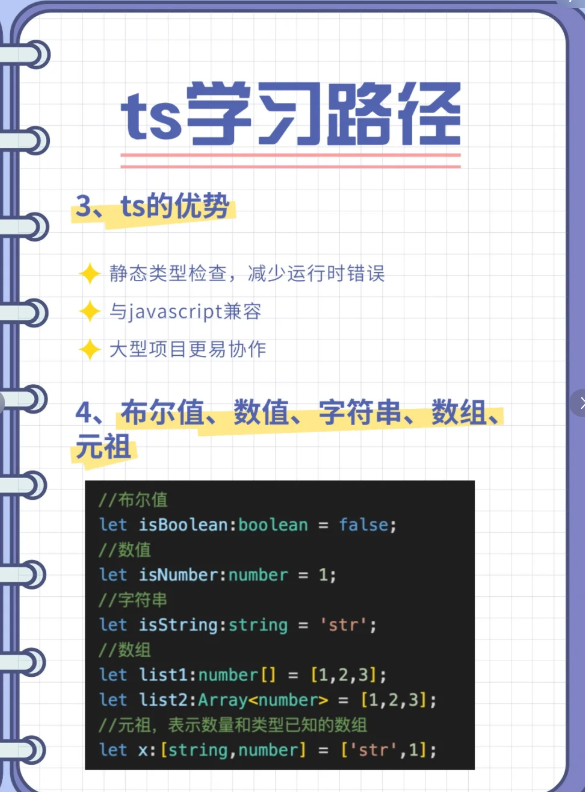 ts学习路径
3、ts的优势
静态类型检查，减少运行时错误
与javascript兼容
大型项目更易协作
4、布尔值、数值、字符串、数组、
元祖
//布尔值
let isBoolean:boolean = false;
//数值
let isNumber:number = 1;
//字符串
let isString:string = 'str';
//数组
let list1:number[] = [1,2,3];
let list2:Array<number> = [1,2,3];
//元祖，表示数量和类型已知的数组
let x:[string,number] = ['str',1];